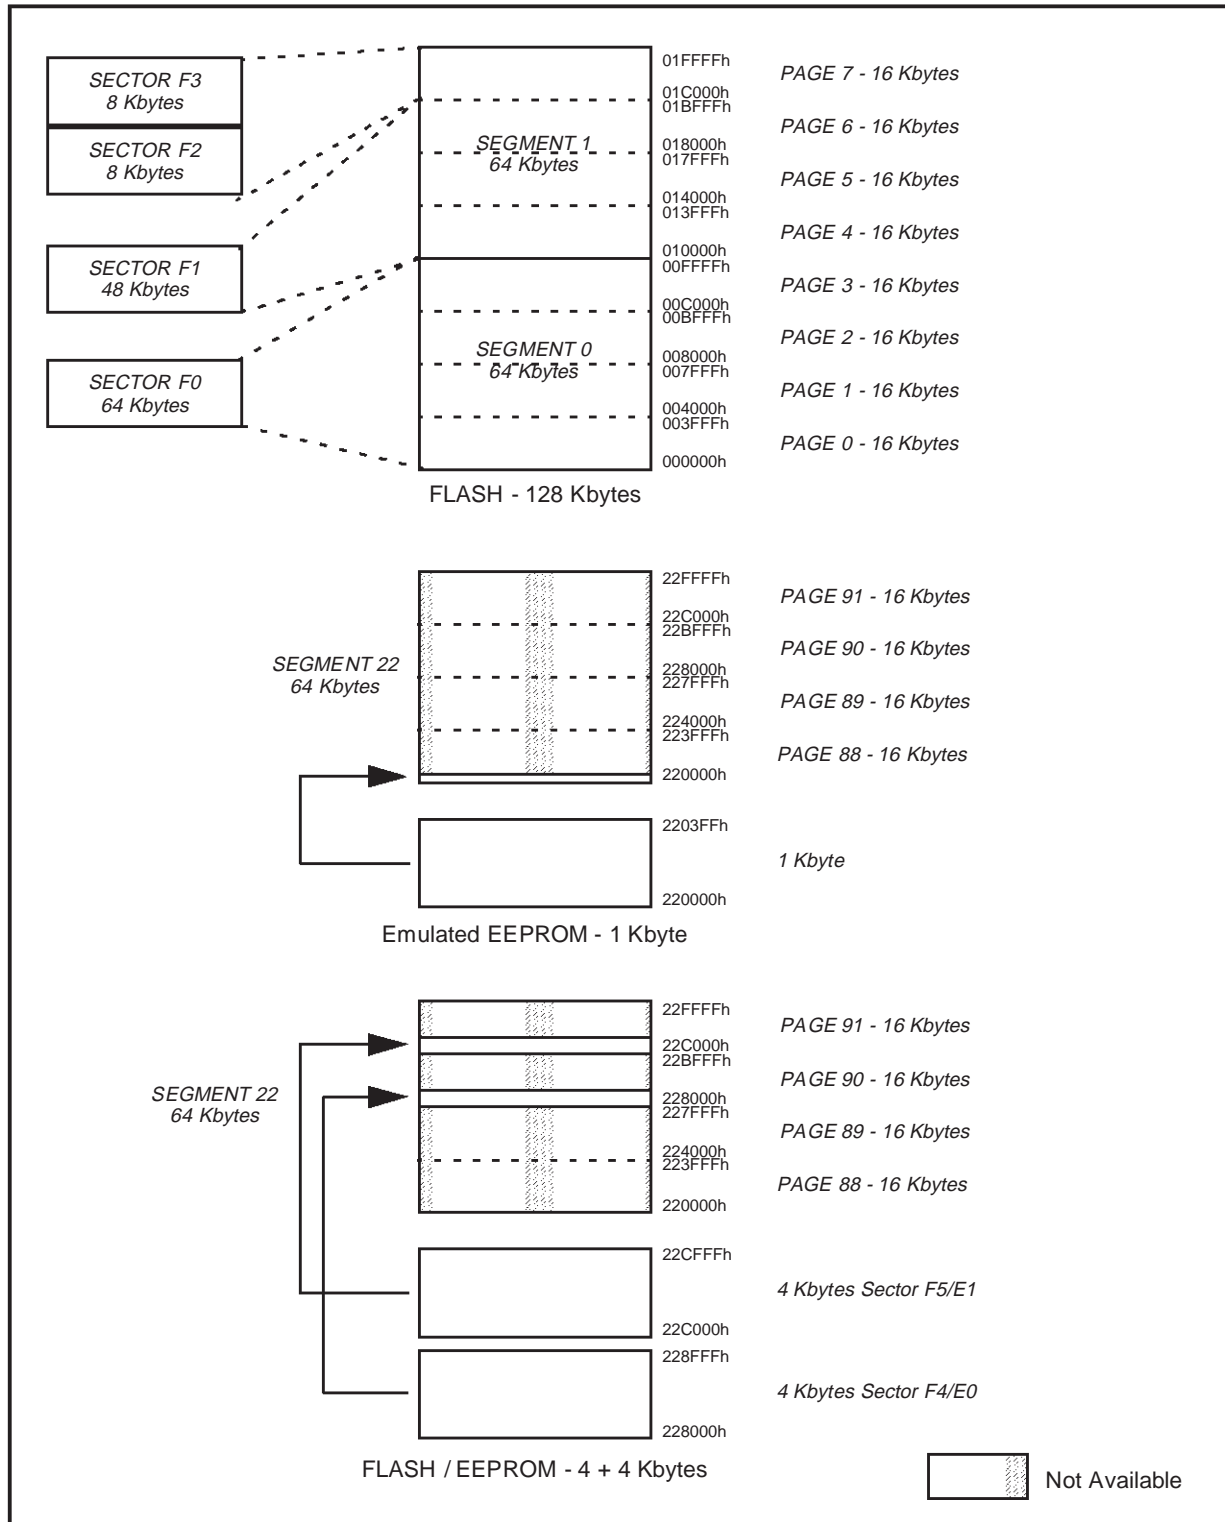 SECTOR F3
8 Kbytes
SECTOR F2
8 Kbytes
SECTOR F1
48 Kbytes
SECTOR F0
64 Kbytes
SEGMENT 1
64 Kbytes
SEGMENT 0
64 Kbytes
01FFFFh
01C000h
01BFFFh
018000h
017FFFh
014000h
013FFFh
010000h
00FFFFh
00C000h
00BFFFh
008000h
007FFFh
004000h
003FFFh
000000h
PAGE 7 - 16 Kbytes
PAGE 6 - 16 Kbytes
PAGE 5 - 16 Kbytes
PAGE 4 - 16 Kbytes
PAGE 3 - 16 Kbytes
PAGE 2 - 16 Kbytes
PAGE 1 - 16 Kbytes
PAGE 0 - 16 Kbytes
FLASH - 128 Kbytes
SEGMENT 22
64 Kbytes
22FFFFh
22C000h
22BFFFh
228000h
227FFFh
224000h
223FFFh
220000h
PAGE 91 - 16 Kbytes
PAGE 90 - 16 Kbytes
PAGE 89 - 16 Kbytes
PAGE 88 - 16 Kbytes
2203FFh
1 Kbyte
220000h
Emulated EEPROM - 1 Kbyte
SEGMENT 22
64 Kbytes
22FFFFh
22C000h
22BFFFh
228000h
227FFFh
224000h
223FFFh
220000h
PAGE 91 - 16 Kbytes
PAGE 90 - 16 Kbytes
PAGE 89 - 16 Kbytes
PAGE 88 - 16 Kbytes
22CFFFh
4 Kbytes Sector F5/E1
22C000h
228FFFh
4 Kbytes Sector F4/E0
228000h
FLASH / EEPROM - 4 + 4 Kbytes
Not Available